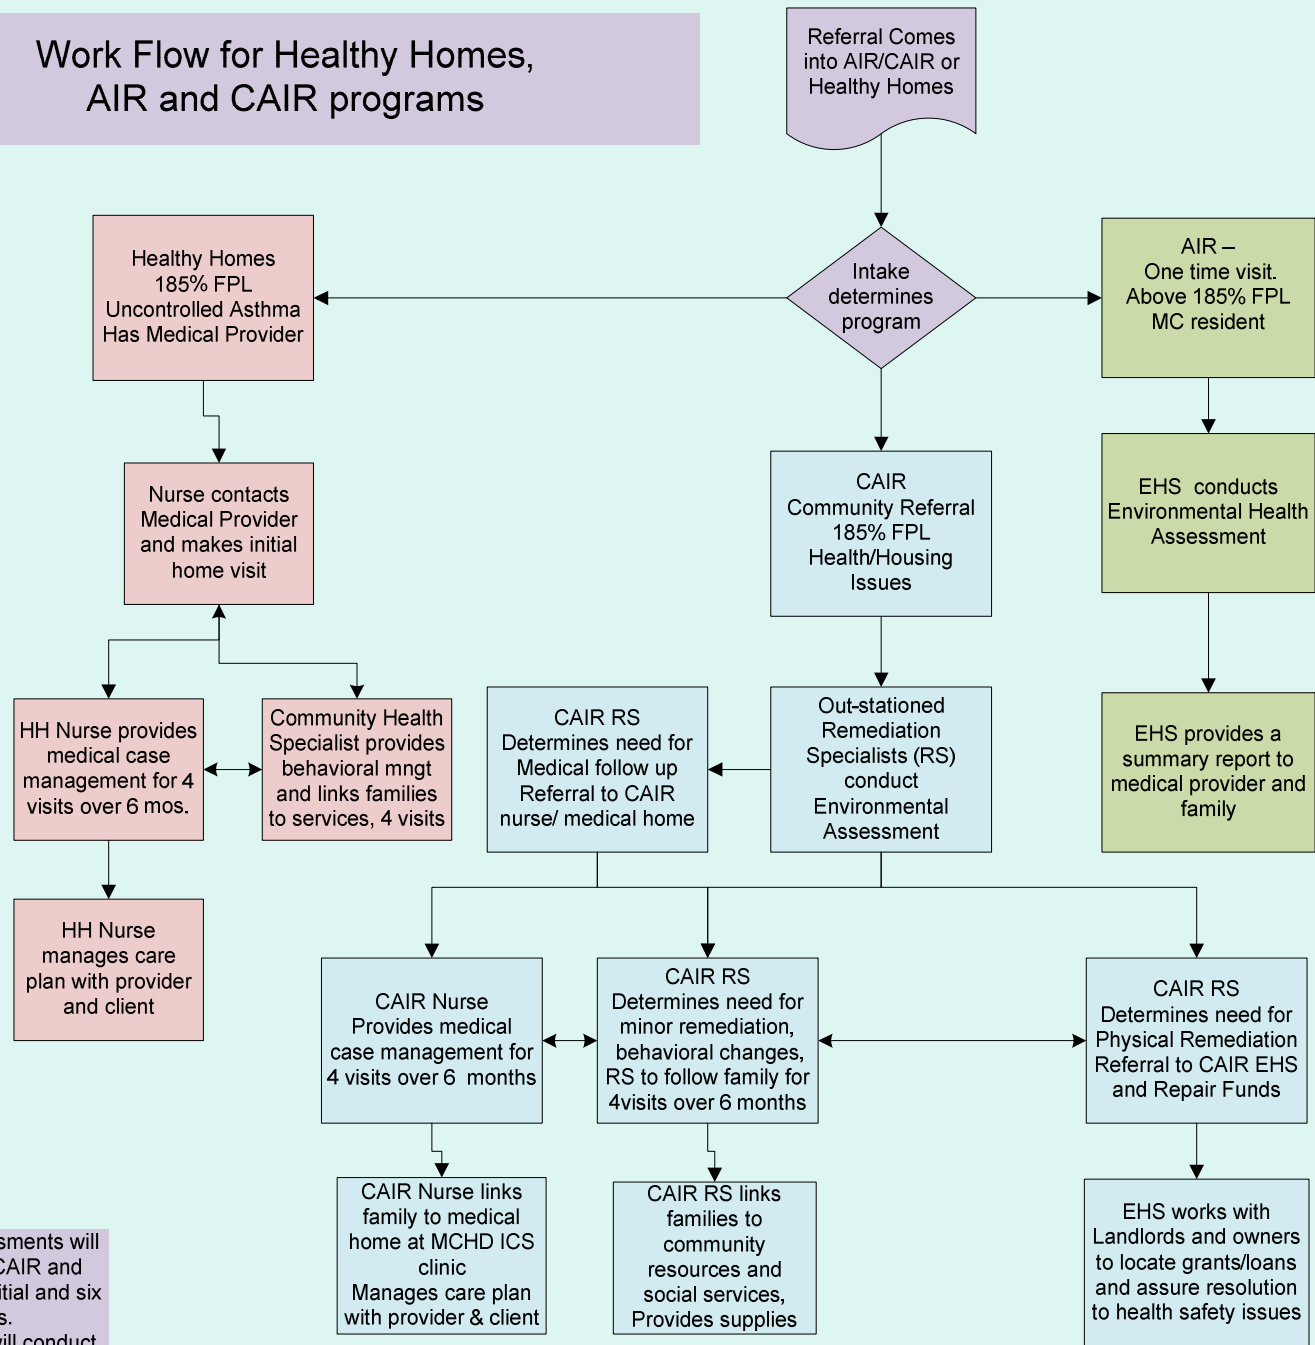 Work Flow for Healthy Homes,
AIR and CAIR programs
Referral Comes
into AIR/CAIR or
Healthy Homes
Intake
determines
program
Healthy Homes
185% FPL
Uncontrolled Asthma
Has Medical Provider
AIR –
One time visit.
Above 185% FPL
MC resident
Nurse contacts
Medical Provider
and makes initial
home visit
CAIR
Community Referral
185% FPL
Health/Housing
Issues
EHS conducts
Environmental Health
Assessment
HH Nurse provides
medical case
management for 4
visits over 6 mos.
Community Health
Specialist provides
behavioral mngt
and links families
to services, 4 visits
CAIR RS
Determines need for
Medical follow up
Referral to CAIR
nurse/ medical home
Out-stationed
Remediation
Specialists (RS)
conduct
Environmental
Assessment
EHS provides a
summary report to
medical provider and
family
HH Nurse
manages care
plan with provider
and client
CAIR Nurse
Provides medical
case management for
4 visits over 6 months
CAIR RS
Determines need for
minor remediation,
behavioral changes,
RS to follow family for
4visits over 6 months
CAIR RS
Determines need for
Physical Remediation
Referral to CAIR EHS
and Repair Funds
CAIR Nurse links
family to medical
home at MCHD ICS
clinic
Manages care plan
with provider & client
CAIR RS links
families to
community
resources and
social services,
Provides supplies
EHS works with
Landlords and owners
to locate grants/loans
and assure resolution
to health safety issues
sments will
CAIR and
itial and six
s.
will conduct